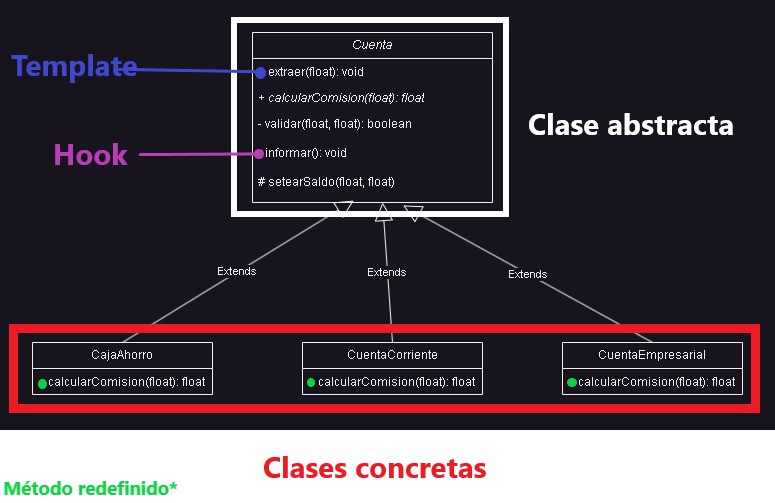 Cuenta
Template
extraer(float): void
+ calcularComision(float): float
- validar(float, float): boolean
Clase abstracta
Hook
informar(): void
# setearSaldo(float, float)
Extends
Extends
Extends
CajaAhorro
CuentaCorriente
CuentaEmpresarial
calcularComision(float): float
calcularComision(float): float
calcularComision(float): float
Clases concretas
Método redefinido*